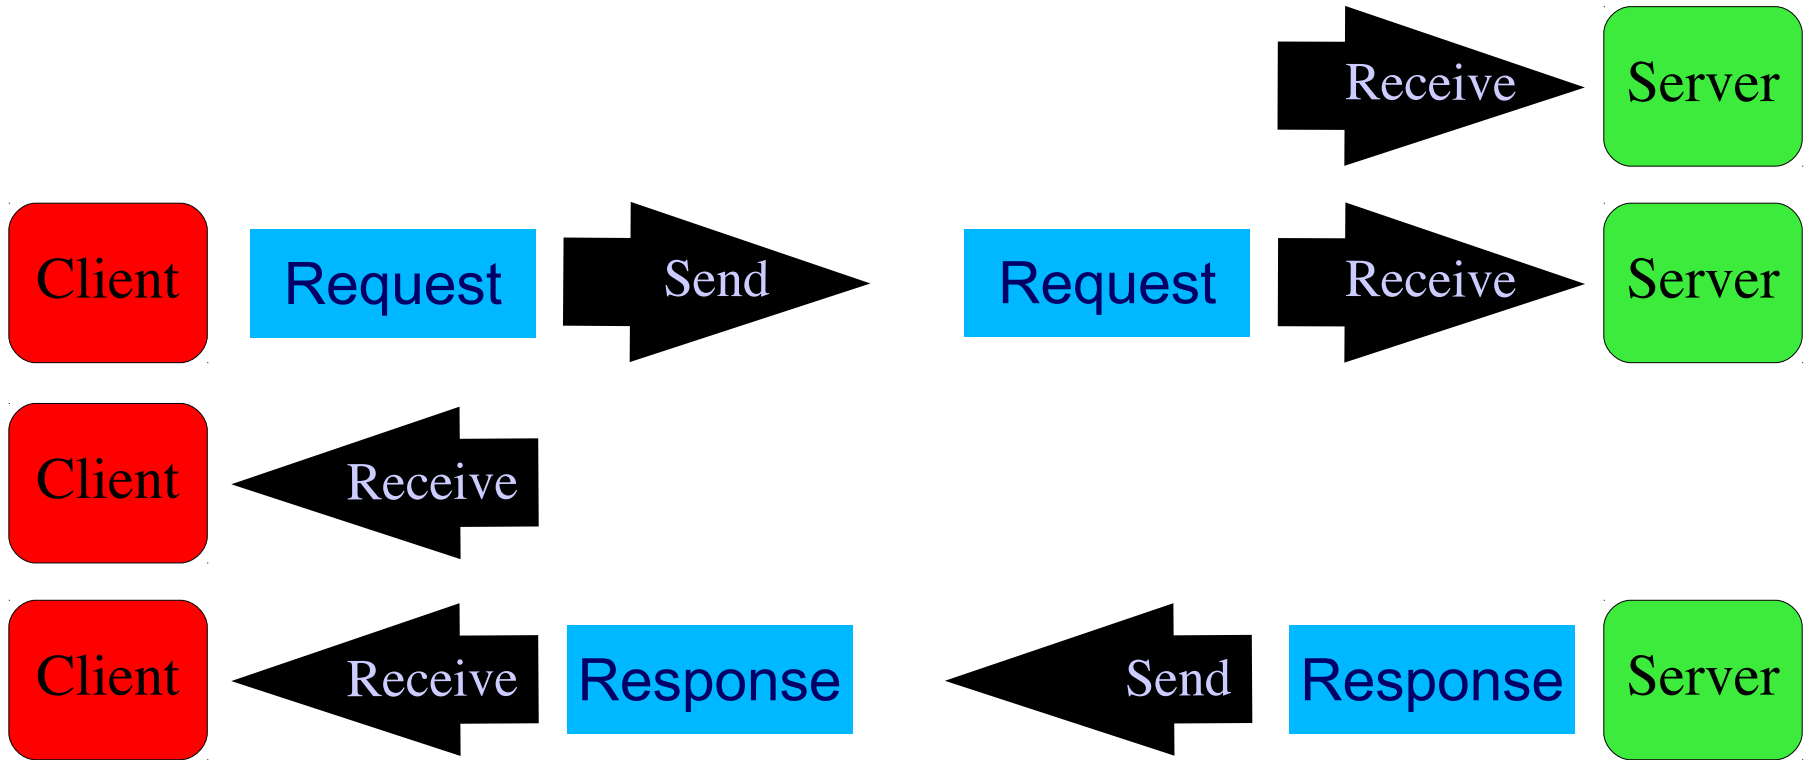 Receive Server
Client Request Send Request Receive Server
Client Receive
Client Receive Response Send Response Server